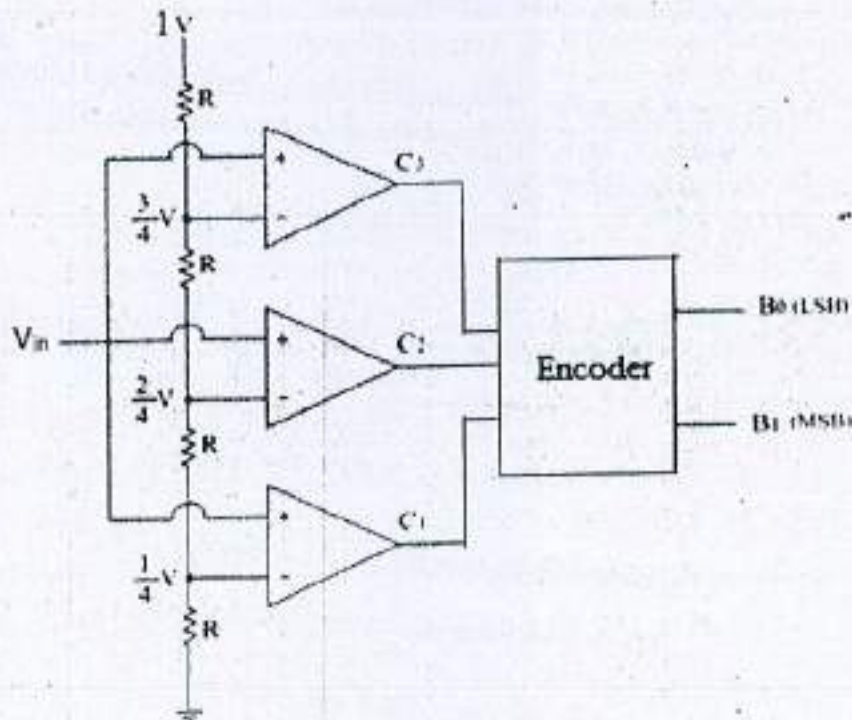 1V
R
C3
3/4 V
R
Vin
C2
Encoder
B0 (LSB)
2/4 V
R
B1 (MSB)
C1
1/4 V
R